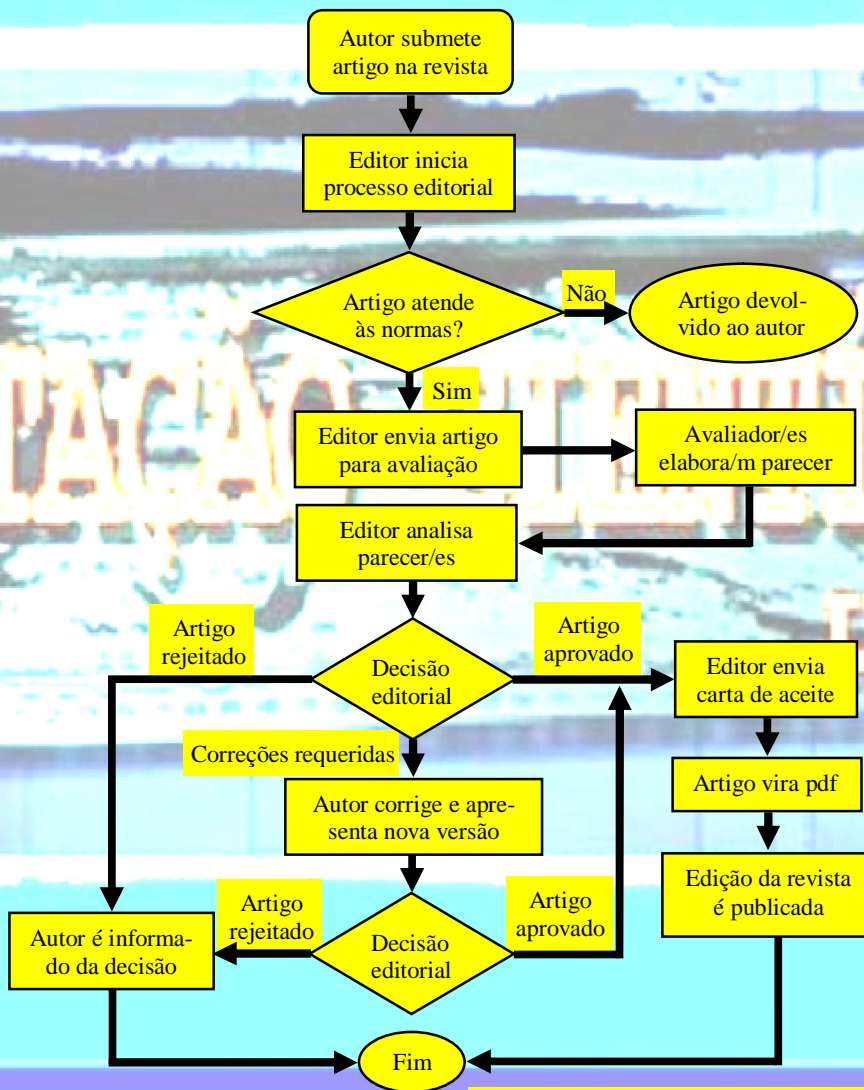 Autor submete
artigo na revista
Editor inicia
processo editorial
Artigo atende
às normas?
Não
Artigo devol-
vido ao autor
Sim
Editor envia artigo
para avaliação
Avaliador/es
elabora/m parecer
Editor analisa
parecer/es
Artigo
rejeitado
Decisão
editorial
Artigo
aprovado
Editor envia
carta de aceite
Correções requeridas
Artigo vira pdf
Autor corrige e apre-
senta nova versão
Edição da revista
é publicada
Autor é informa-
do da decisão
Artigo
rejeitado
Decisão
editorial
Artigo
aprovado
Fim